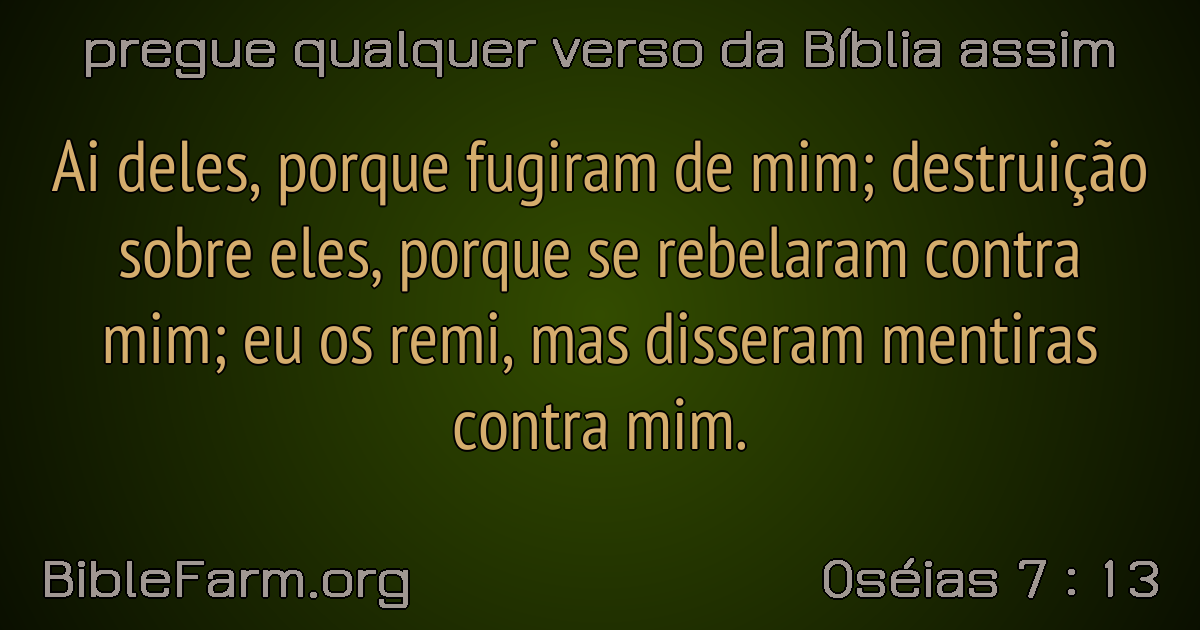 pregue qualquer verso da Bíblia assim
Ai deles, porque fugiram de mim; destruição
sobre eles, porque se rebelaram contra
mim; eu os remi, mas disseram mentiras
contra mim.
BibleFarm.org
Oséias 7 : 13